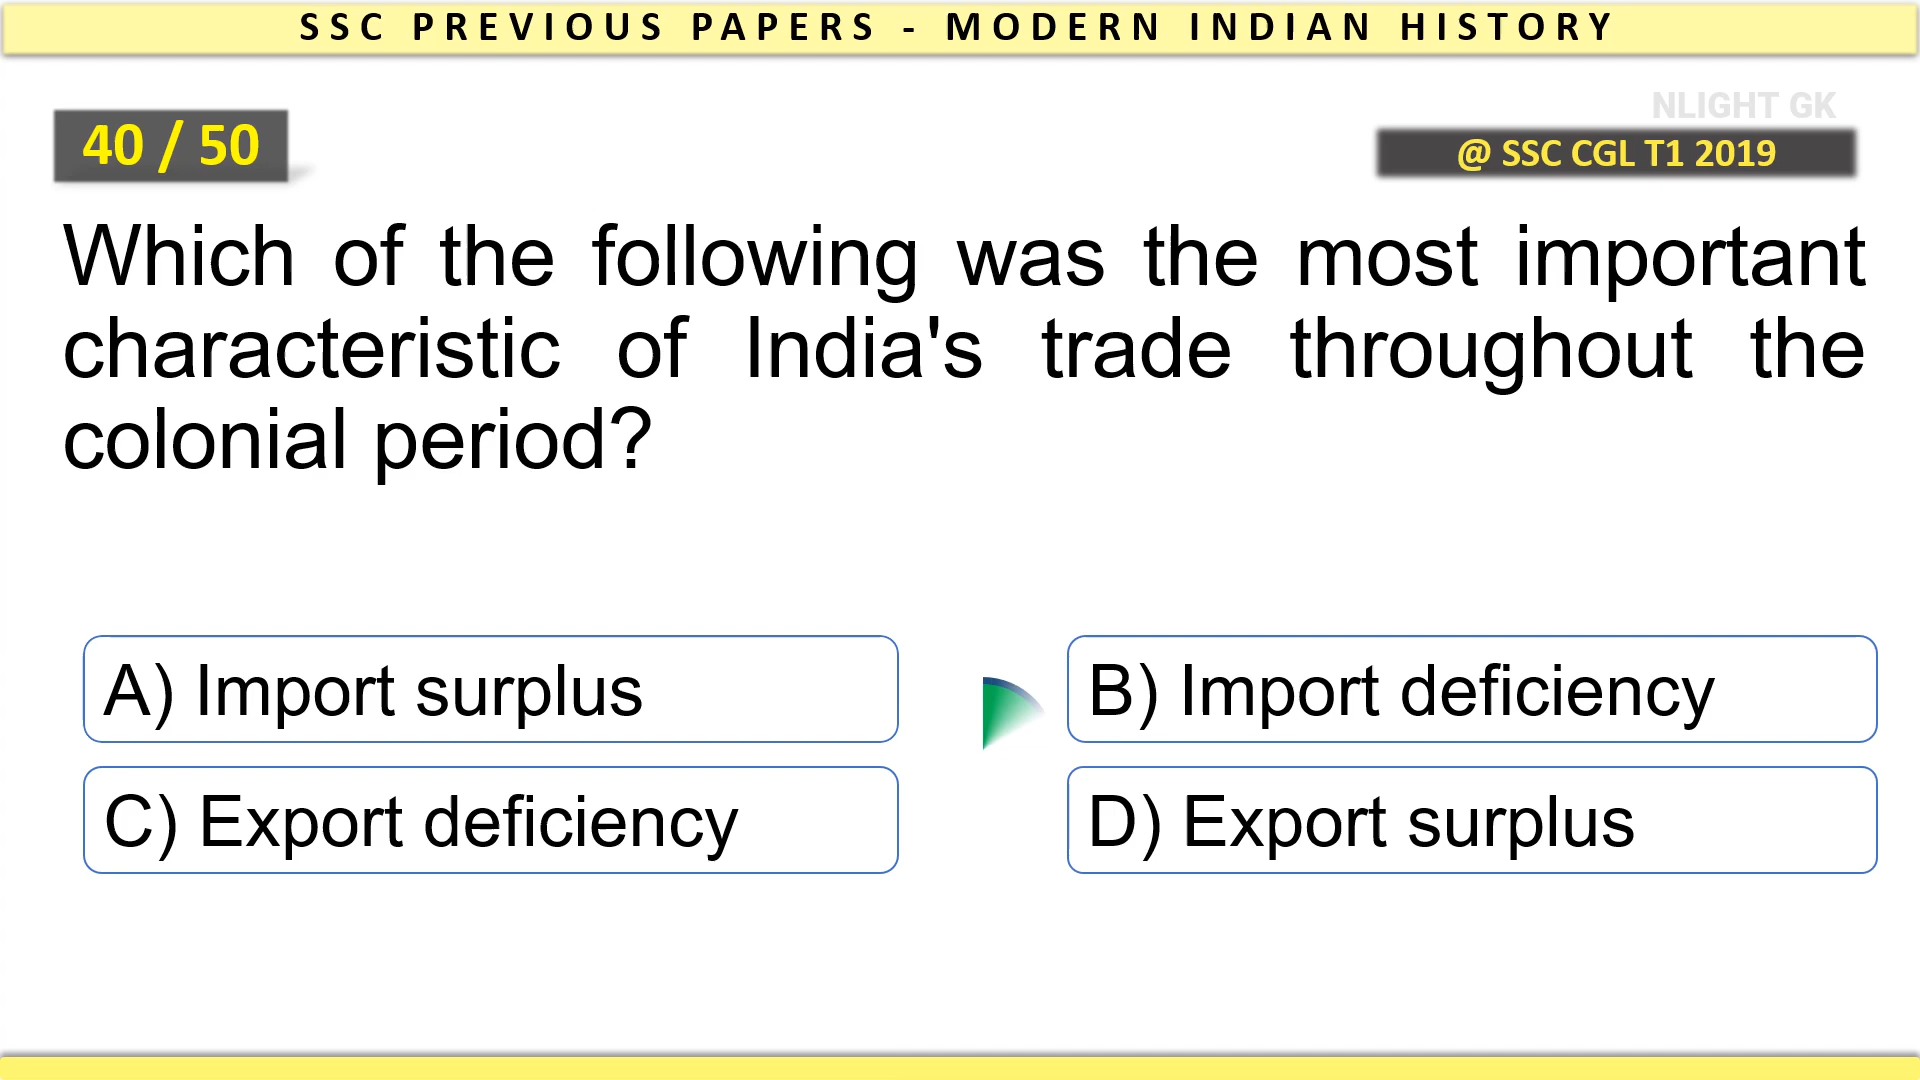 SSC PREVIOUS PAPERS - MODERN INDIAN HISTORY
NLIGHT GK
40 / 50
@ SSC CGL T1 2019
Which of the following was the most important
characteristic of India's trade throughout the
colonial period?
A) Import surplus
B) Import deficiency
C) Export deficiency
D) Export surplus